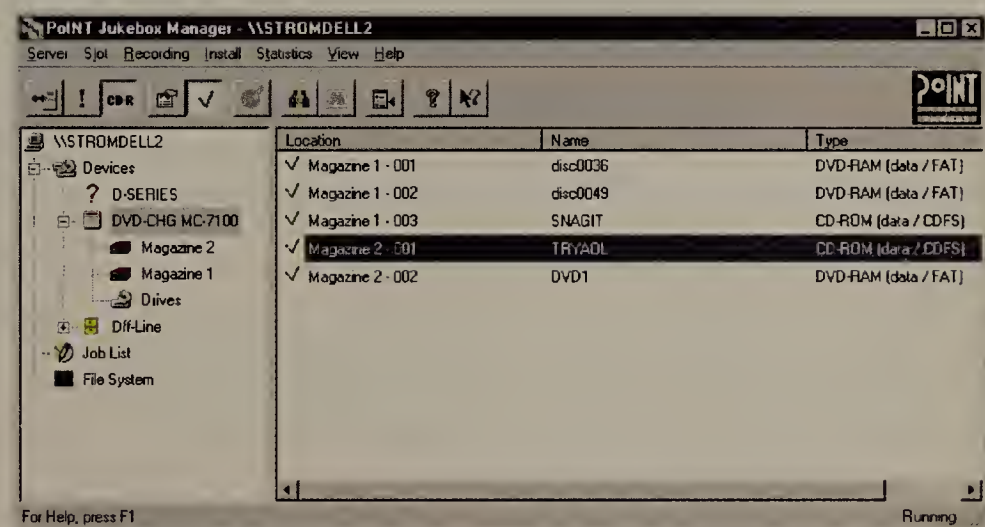 PoINT Jukebox Manager - \\STROMDELL2
Server Slot Recording Install Statistics View Help
CD-R
POINT
\\STROMDELL2
Devices
D-SERIES
DVD-CHG MC-7100
Magazine 2
Magazine 1
Drives
Off-Line
Job List
File System
Location Name Type
Magazine 1 - 001 disc0036 DVD-RAM (data / FAT)
Magazine 1 - 002 disc0049 DVD-RAM (data / FAT)
Magazine 1 - 003 SNAGIT CD-ROM (data / CDFS)
Magazine 2 - 001 TRYAOL CD-ROM (data / CDFS)
Magazine 2 - 002 DVD1 DVD-RAM (data / FAT)
For Help, press F1 Running